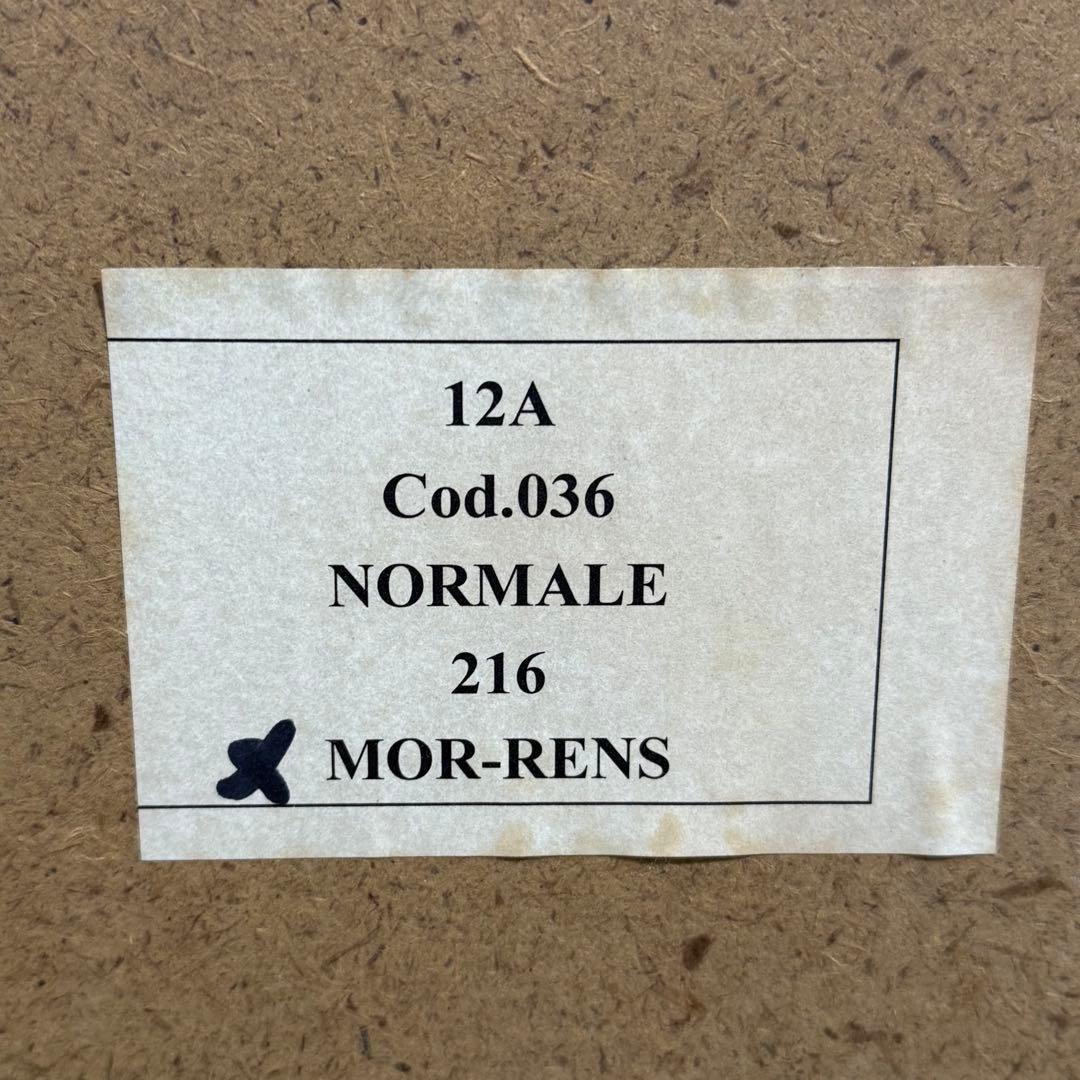 12A
Cod.036
NORMALE
216
MOR-RENS